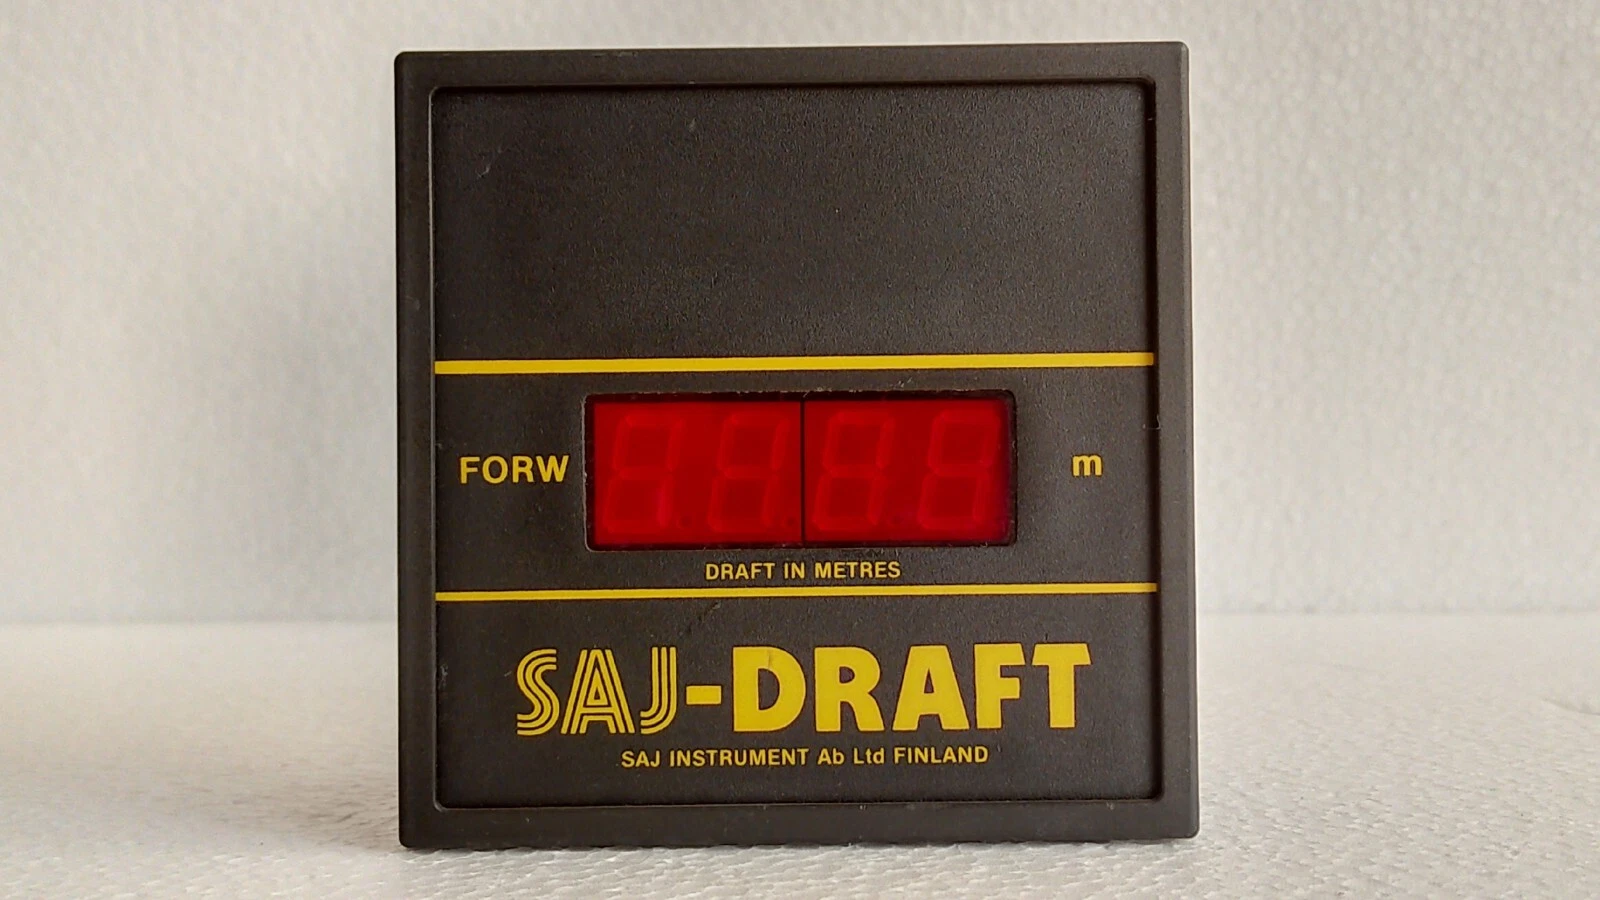 FORW m
DRAFT IN METRES
SAJ-DRAFT
SAJ INSTRUMENT Ab Ltd FINLAND